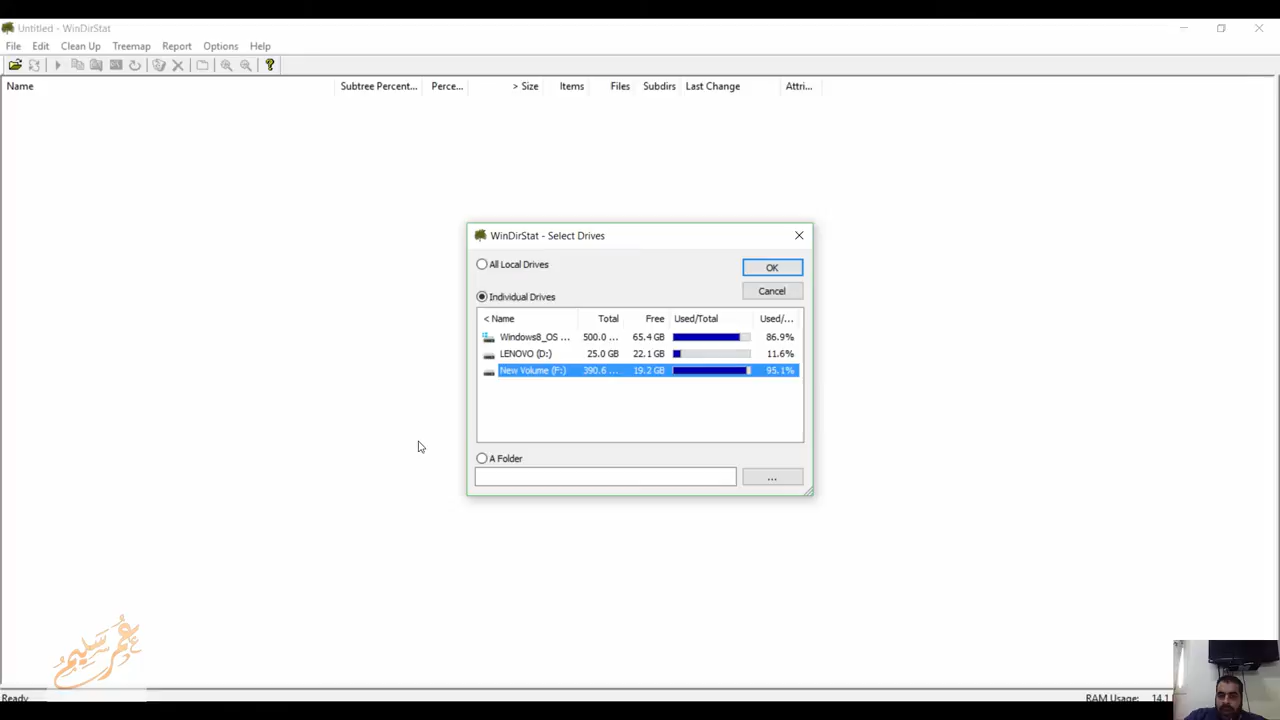 Untitled - WinDirStat
File Edit Clean Up Treemap Report Options Help
Name Subtree Percent... Perce... > Size Items Files Subdirs Last Change Attri...
WinDirStat - Select Drives
All Local Drives
OK
Individual Drives
Cancel
< Name Total Free Used/Total Used/...
Windows8_OS ... 500.0 ... 65.4 GB 86.9%
LENOVO (D:) 25.0 GB 22.1 GB 11.6%
New Volume (F:) 390.6 ... 19.2 GB 95.1%
A Folder
...
عُمَر سَلِيم
Ready RAM Usage: 14.1